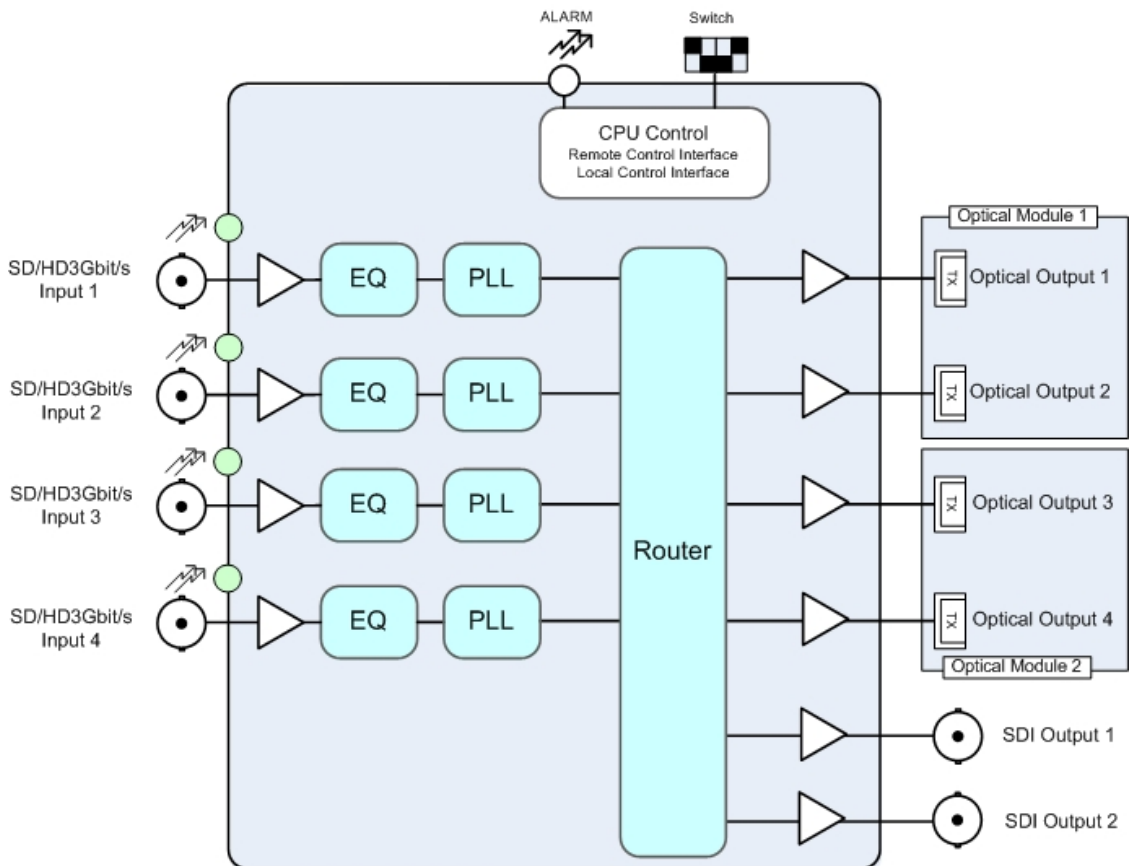 ALARM
Switch
CPU Control
Remote Control Interface
Local Control Interface
Optical Module 1
SD/HD3Gbit/s
Input 1
EQ
PLL
TX
Optical Output 1
SD/HD3Gbit/s
Input 2
EQ
PLL
TX
Optical Output 2
SD/HD3Gbit/s
Input 3
EQ
PLL
TX
Optical Output 3
Router
SD/HD3Gbit/s
Input 4
EQ
PLL
TX
Optical Output 4
Optical Module 2
SDI Output 1
SDI Output 2